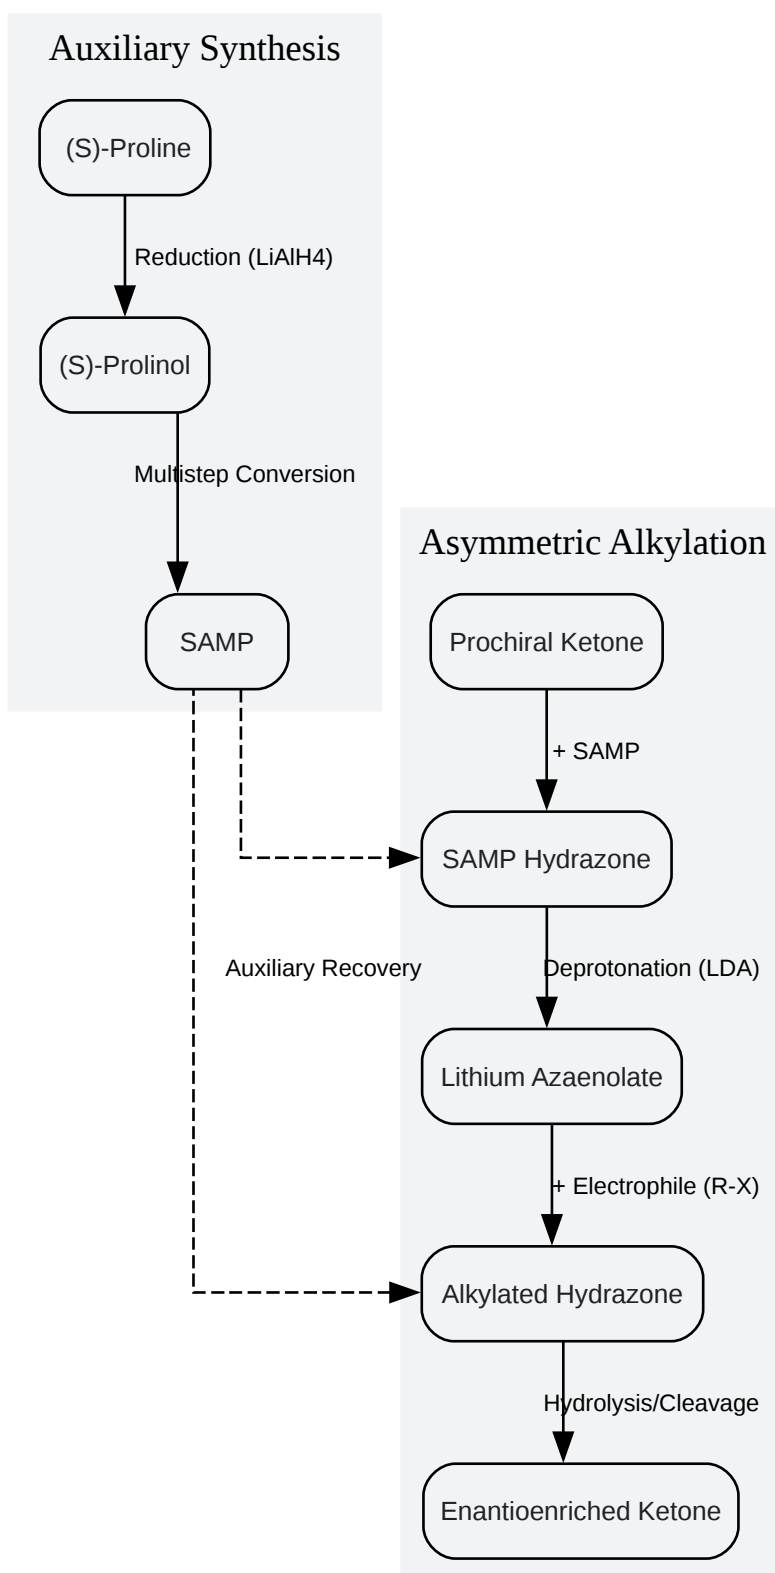 Auxiliary Synthesis
(S)-Proline
Reduction (LiAlH4)
(S)-Prolinol
Multistep Conversion
SAMP
Asymmetric Alkylation
Prochiral Ketone
+ SAMP
SAMP Hydrazone
Auxiliary Recovery
Deprotonation (LDA)
Lithium Azaenolate
+ Electrophile (R-X)
Alkylated Hydrazone
Hydrolysis/Cleavage
Enantioenriched Ketone